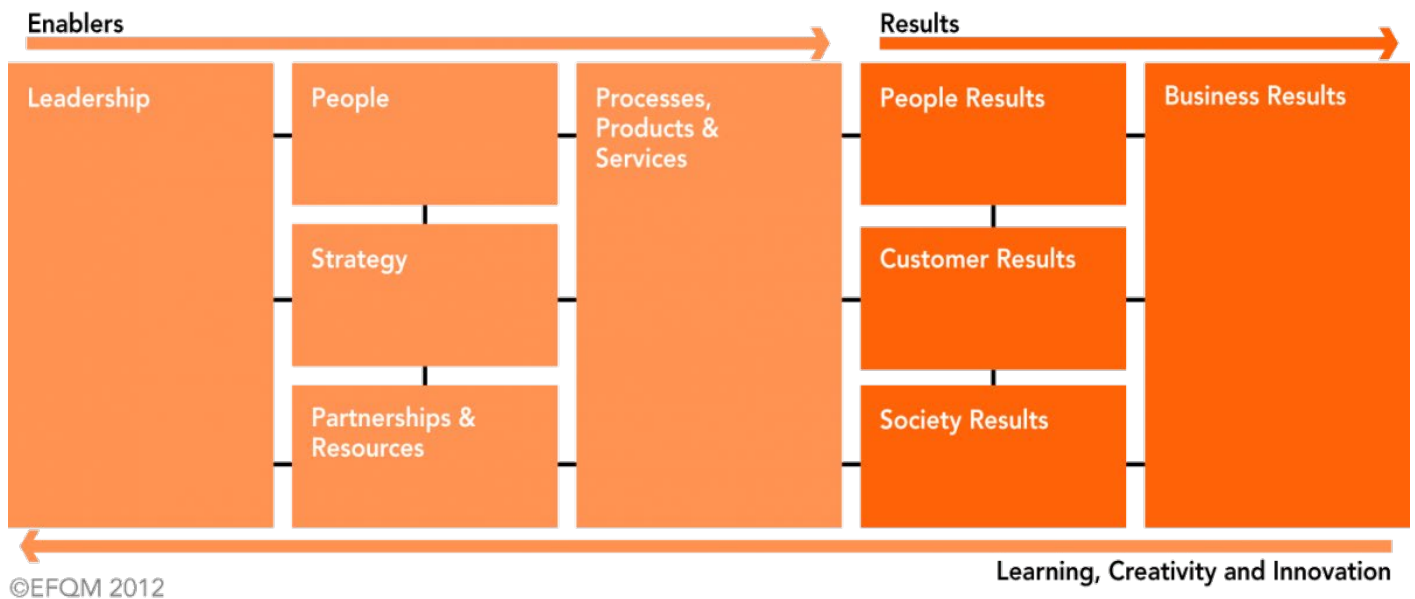 Enablers
Results
Leadership
People
Processes,
Products &
Services
People Results
Business Results
Strategy
Customer Results
Partnerships &
Resources
Society Results
Learning, Creativity and Innovation
©EFQM 2012